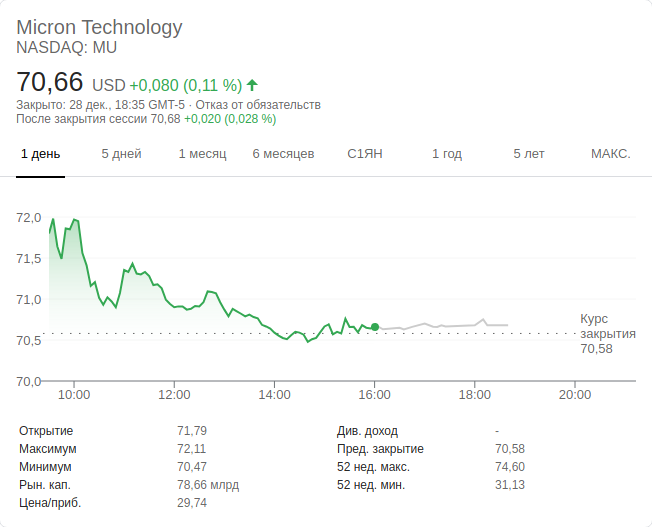 Micron Technology
NASDAQ: MU
70,66 USD +0,080 (0,11 %)
Закрыто: 28 дек., 18:35 GMT-5 · Отказ от обязательств
После закрытия сессии 70,68 +0,020 (0,028 %)
1 день 5 дней 1 месяц 6 месяцев С1ЯН 1 год 5 лет МАКС.
72,0
71,5
71,0
70,5
70,0
Курс
закрытия
70,58
10:00 12:00 14:00 16:00 18:00 20:00
Открытие 71,79 Див. доход -
Максимум 72,11 Пред. закрытие 70,58
Минимум 70,47 52 нед. макс. 74,60
Рын. кап. 78,66 млрд 52 нед. мин. 31,13
Цена/приб. 29,74